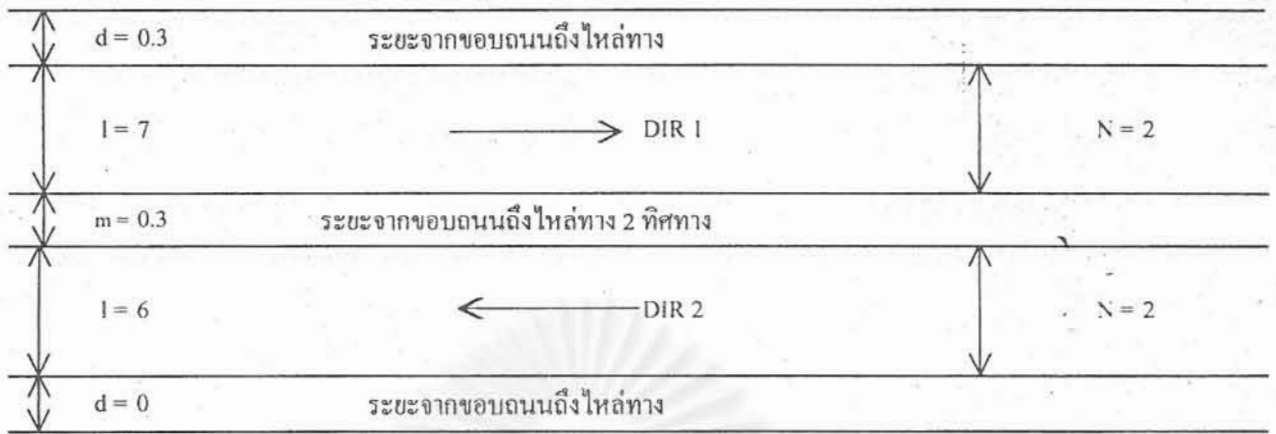 d = 0.3 ระยะจากขอบถนนถึงไหล่ทาง
l = 7 DIR 1 N = 2
m = 0.3 ระยะจากขอบถนนถึงไหล่ทาง 2 ทิศทาง
l = 6 DIR 2 N = 2
d = 0 ระยะจากขอบถนนถึงไหล่ทาง